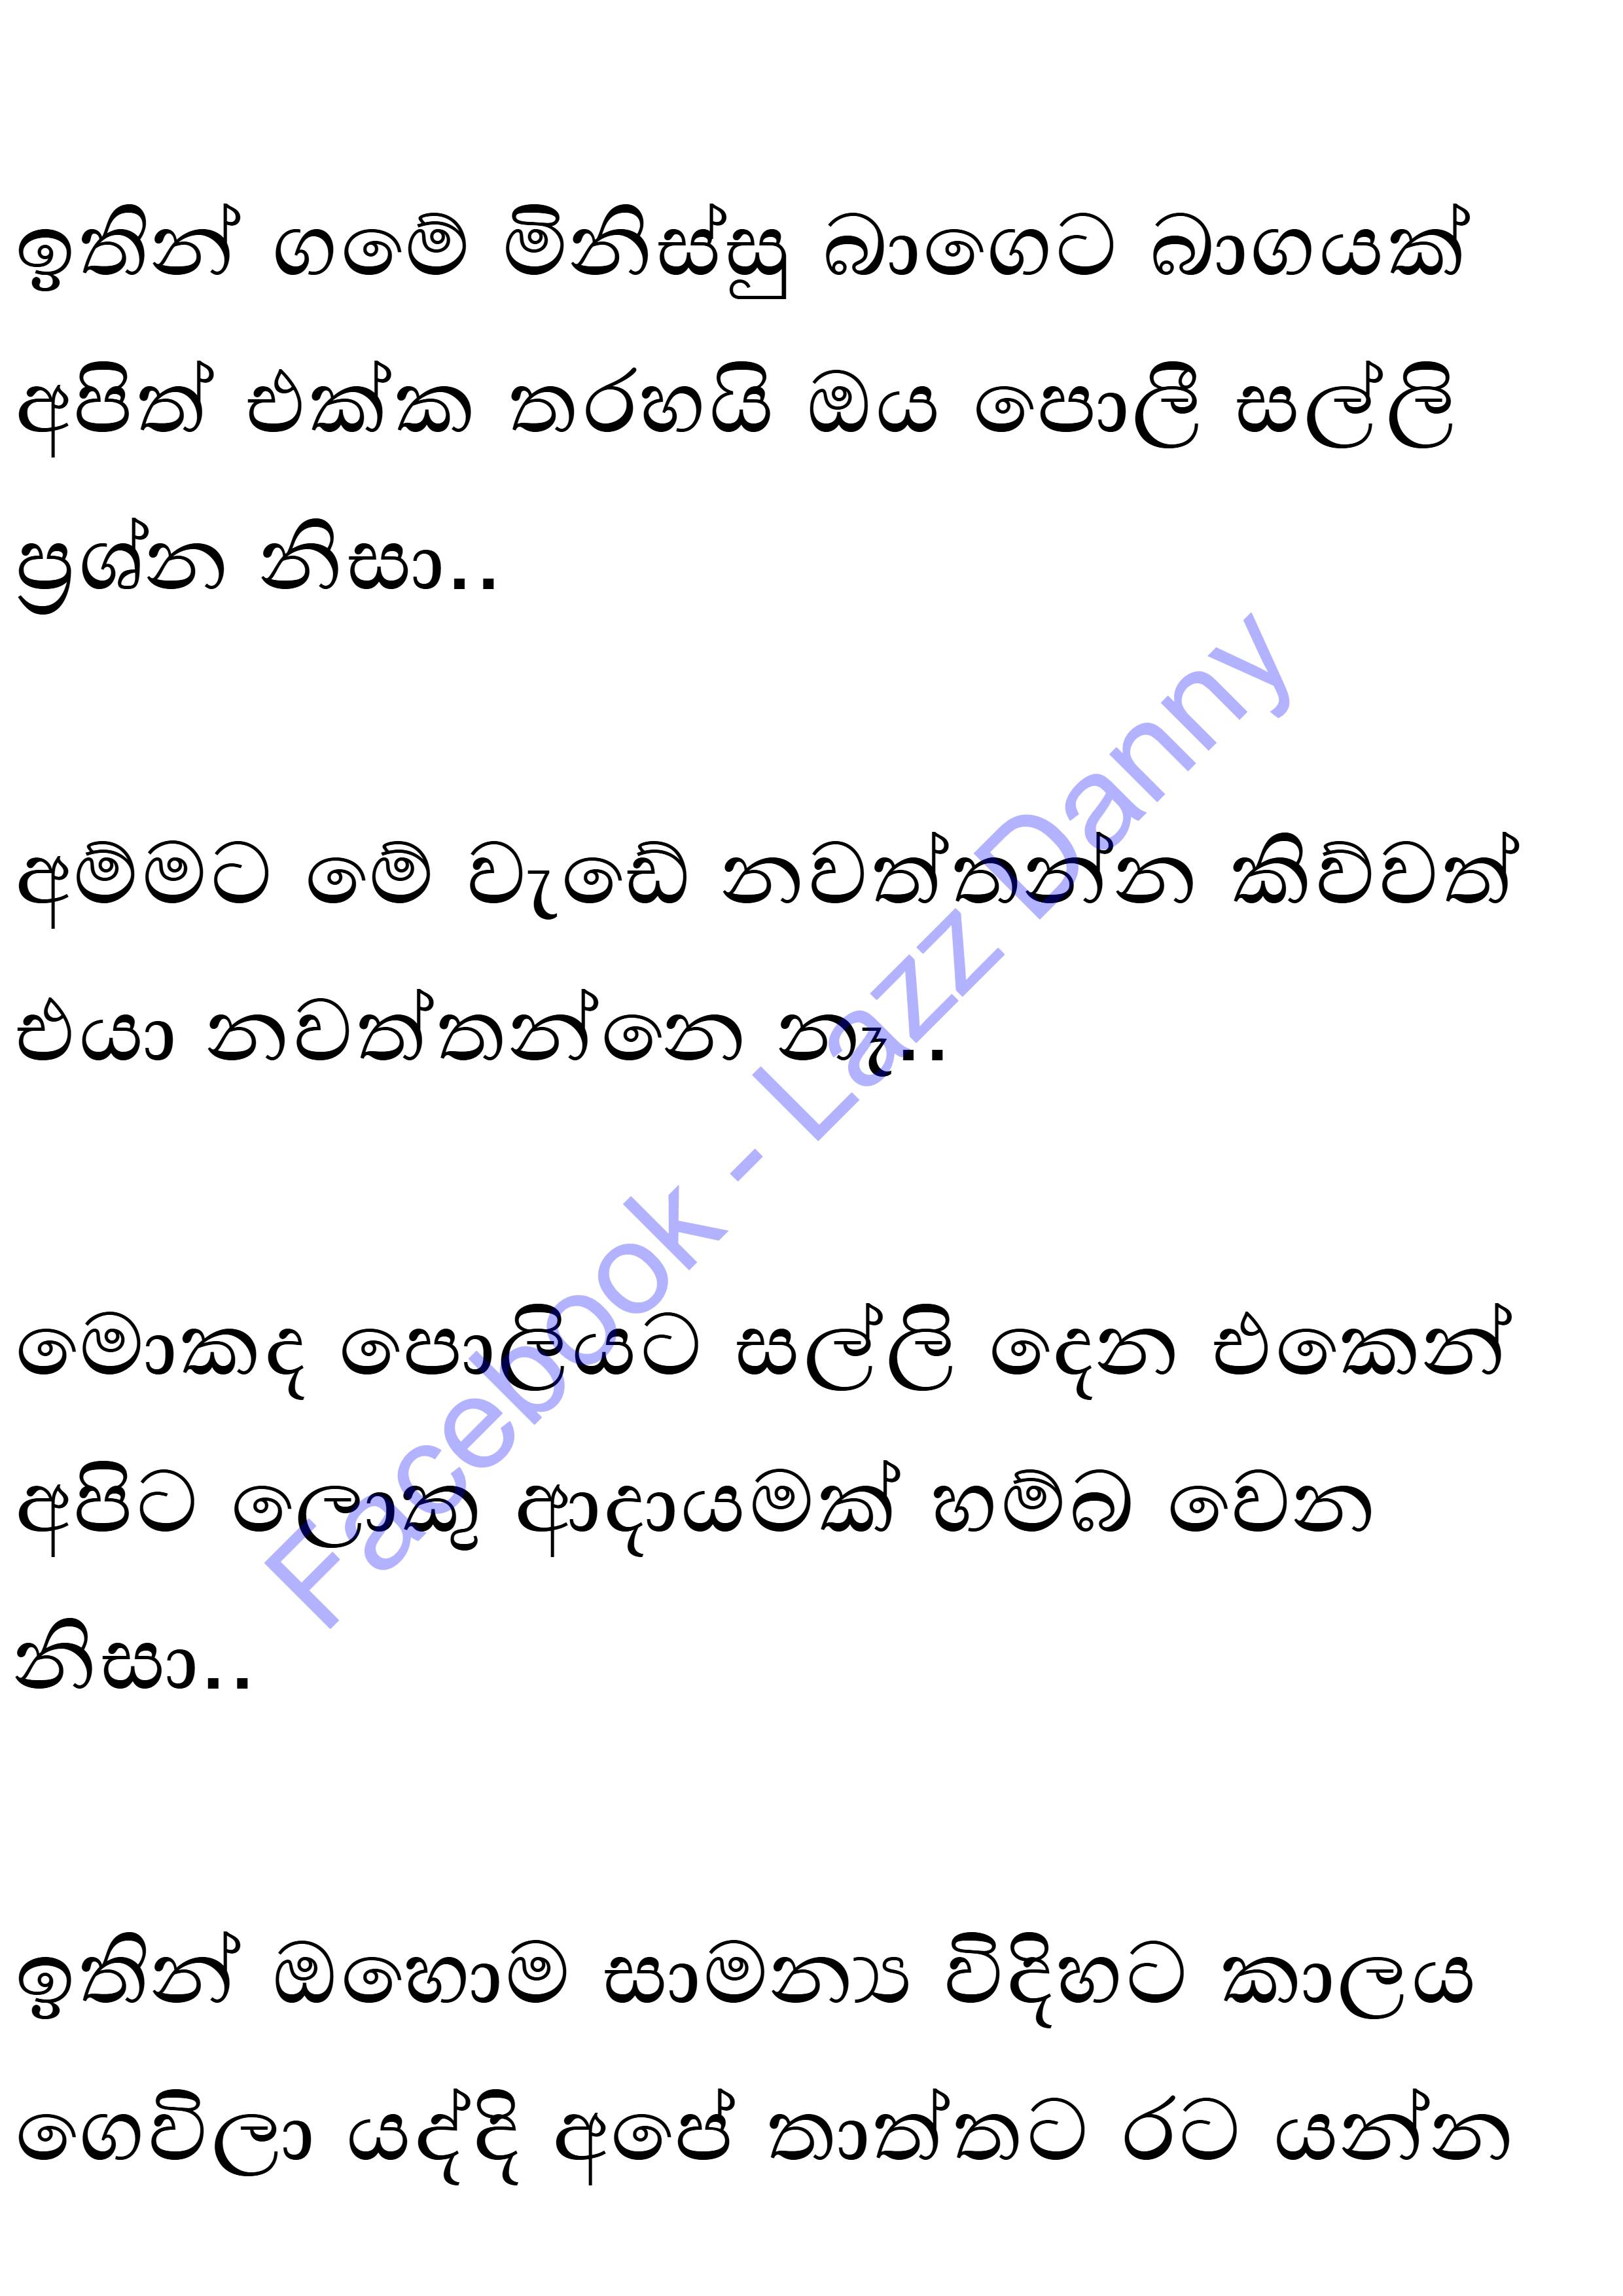 ඉතින් ගමේ මිනිස්සු බාගෙට බාගයක්
අපිත් එක්ක තරහයි ඔය පොලී සල්ලි
ප්‍රශ්න නිසා..
අම්මට මේ වැඩේ නවත්තන්න කිව්වත්
එයා නවත්තන්නෙ නෑ..
මොකද පොලියට සල්ලි දෙන එකෙන්
අපිට ලොකු ආදායමක් හම්බ වෙන
නිසා..
ඉතින් ඔහොම සාමන්‍ය විදිහට කාලය
ගෙවිලා යද්දි අපේ තාත්තට රට යන්න
Facebook - Lazz Danny